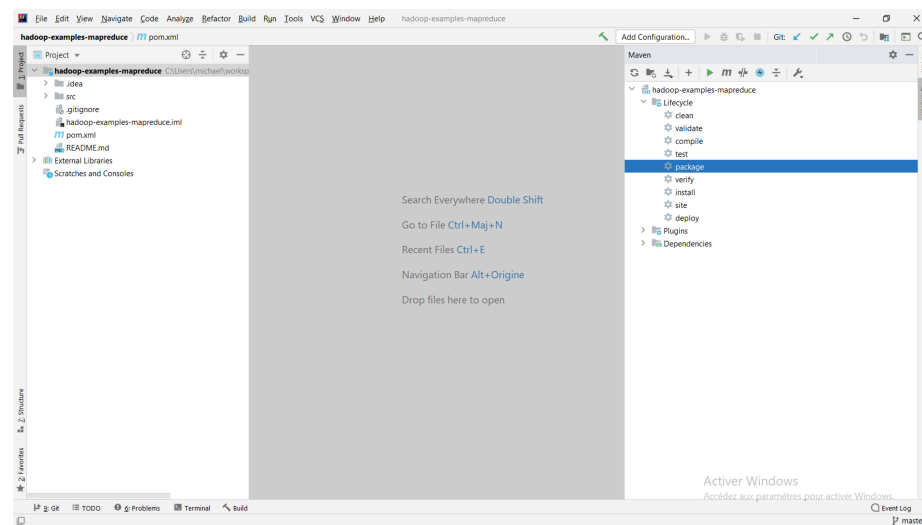 File Edit View Navigate Code Analyze Refactor Build Run Tools VCS Window Help hadoop-examples-mapreduce
hadoop-examples-mapreduce pom.xml Add Configuration... Git:
1: Project
Pull Requests
Project
hadoop-examples-mapreduce C:\Users\michael\worksp
.idea
src
.gitignore
hadoop-examples-mapreduce.iml
pom.xml
README.md
External Libraries
Scratches and Consoles
Search Everywhere Double Shift
Go to File Ctrl+Maj+N
Recent Files Ctrl+E
Navigation Bar Alt+Origine
Drop files here to open
Maven
hadoop-examples-mapreduce
Lifecycle
clean
validate
compile
test
package
verify
install
site
deploy
Plugins
Dependencies
Z: Structure
2: Favorites
Activer Windows
Accédez aux paramètres pour activer Windows.
9: Git TODO 6: Problems Terminal Build Event Log
master